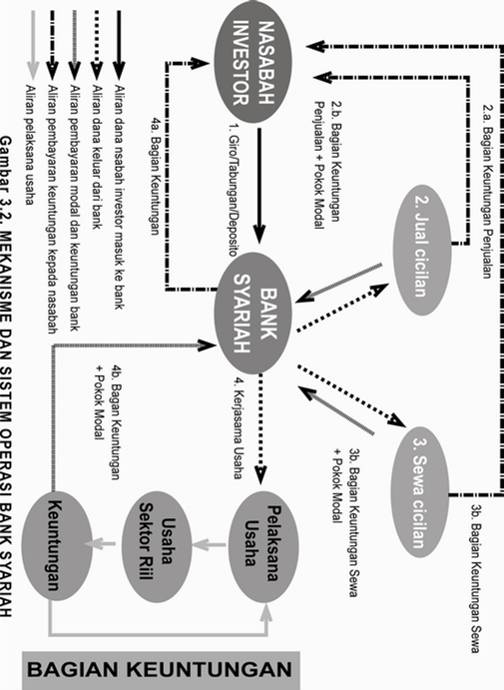 2.a. Bagian Keuntungan Penjualan
3b. Bagian Keuntungan Sewa
2. Jual cicilan
3. Sewa cicilan
2.b. Bagian Keuntungan
Penjualan + Pokok Modal
3b. Bagian Keuntungan Sewa
+ Pokok Modal
NASABAH
INVESTOR
1. Giro/Tabungan/Deposito
BANK
SYARIAH
4. Kerjasama Usaha
Pelaksana
Usaha
4a. Bagian Keuntungan
Usaha
Sektor Riil
4b. Bagan Keuntungan
+ Pokok Modal
Keuntungan
BAGIAN KEUNTUNGAN
Aliran dana nsabah investor masuk ke bank
Aliran dana keluar dari bank
Aliran pembayaran modal dan keuntungan bank
Aliran pembayaran keuntungan kepada nasabah
Aliran pelaksana usaha
Gambar 3.2. MEKANISME DAN SISTEM OPERASI BANK SYARIAH